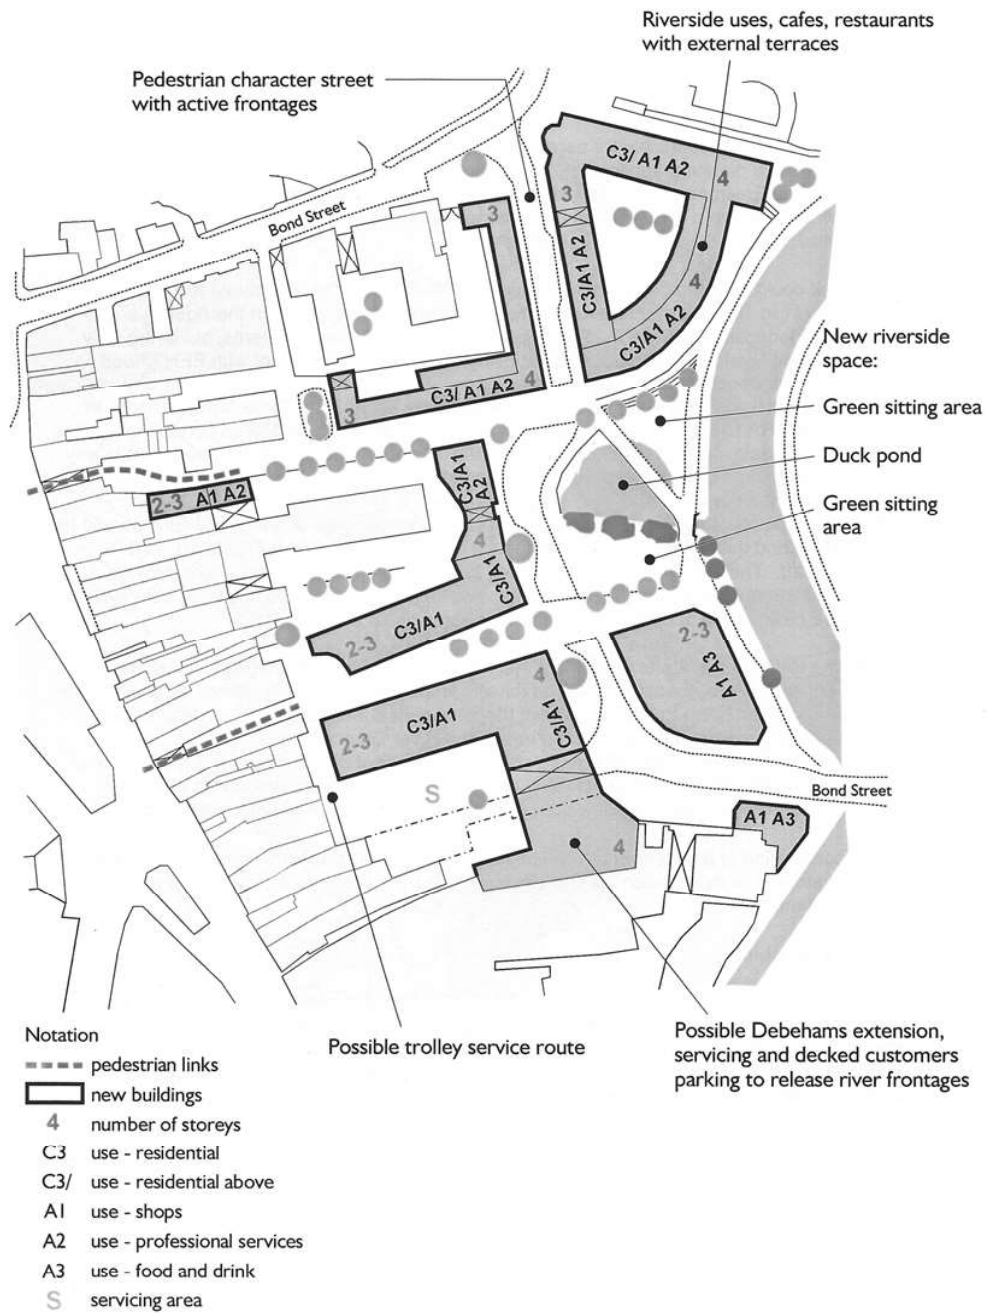 Riverside uses, cafes, restaurants
with external terraces
Pedestrian character street
with active frontages
C3/ A1 A2
4
3
Bond Street
3
C3/A1 A2
4
C3/A1 A2
New riverside
space:
C3/ A1 A2
4
3
Green sitting area
Duck pond
C3/A1
A2
2-3 A1 A2
Green sitting
area
4
C3/A1
C3/A1
2-3
2-3
A1 A3
4
C3/A1
C3/A1
2-3
S
Bond Street
A1 A3
4
Possible trolley service route
Possible Debehams extension,
servicing and decked customers
parking to release river frontages
Notation
pedestrian links
new buildings
4 number of storeys
C3 use - residential
C3/ use - residential above
A1 use - shops
A2 use - professional services
A3 use - food and drink
S servicing area